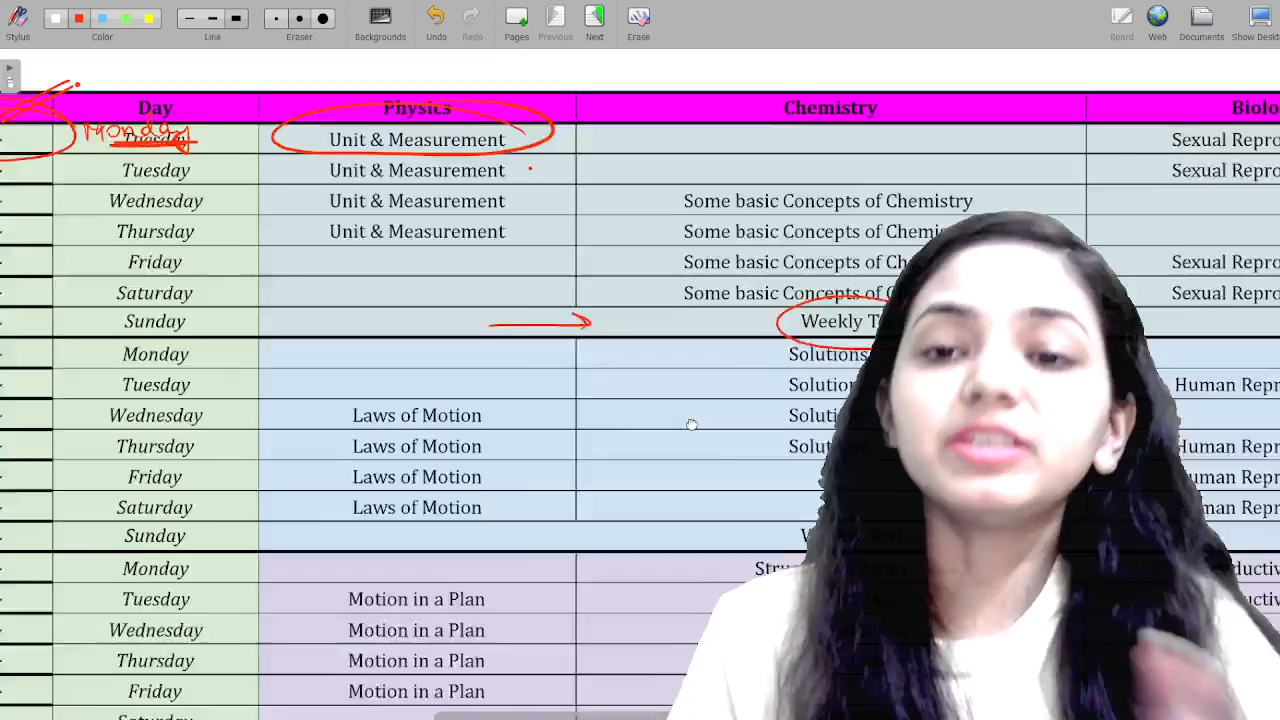 Stylus Color Line Eraser Backgrounds Undo Redo Pages Previous Next Erase Board Web Documents Show Deskt
Day Physics Chemistry Biolo
Monday Tuesday Unit & Measurement Sexual Repro
Tuesday Unit & Measurement Sexual Repro
Wednesday Unit & Measurement Some basic Concepts of Chemistry
Thursday Unit & Measurement Some basic Concepts of Chemis
Friday Some basic Concepts of Ch Sexual Repro
Saturday Some basic Concepts of C Sexual Repro
Sunday Weekly T
Monday Solutions
Tuesday Solution Human Repr
Wednesday Laws of Motion Soluti
Thursday Laws of Motion Solutions Human Repr
Friday Laws of Motion uman Repr
Saturday Laws of Motion man Repr
Sunday
Monday Stru ductiv
Tuesday Motion in a Plan ductiv
Wednesday Motion in a Plan
Thursday Motion in a Plan
Friday Motion in a Plan
Saturday